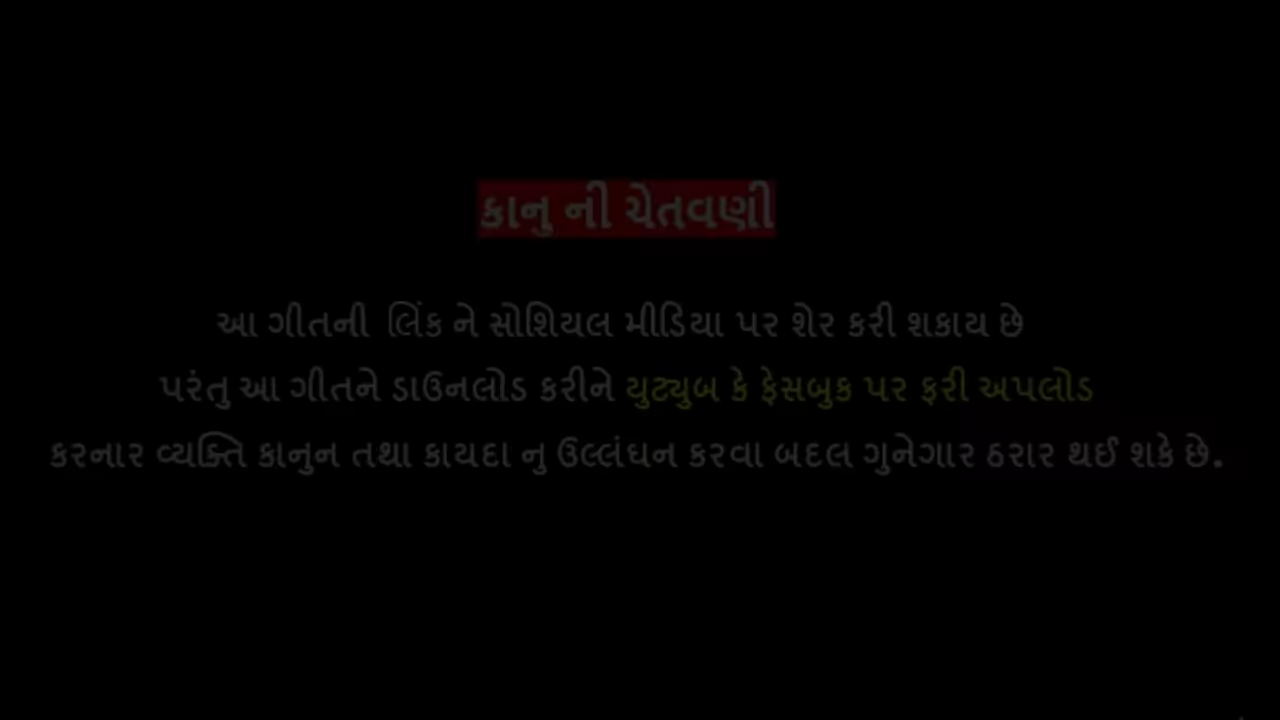 કાનુ ની ચેતવણી
આ ગીતની લિંક ને સોશિયલ મીડિયા પર શેર કરી શકાય છે
પરંતુ આ ગીતને ડાઉનલોડ કરીને યુટ્યુબ કે ફેસબુક પર ફરી અપલોડ
કરનાર વ્યક્તિ કાનુન તથા કાયદા નુ ઉલ્લંઘન કરવા બદલ ગુનેગાર ઠરાર થઈ શકે છે.